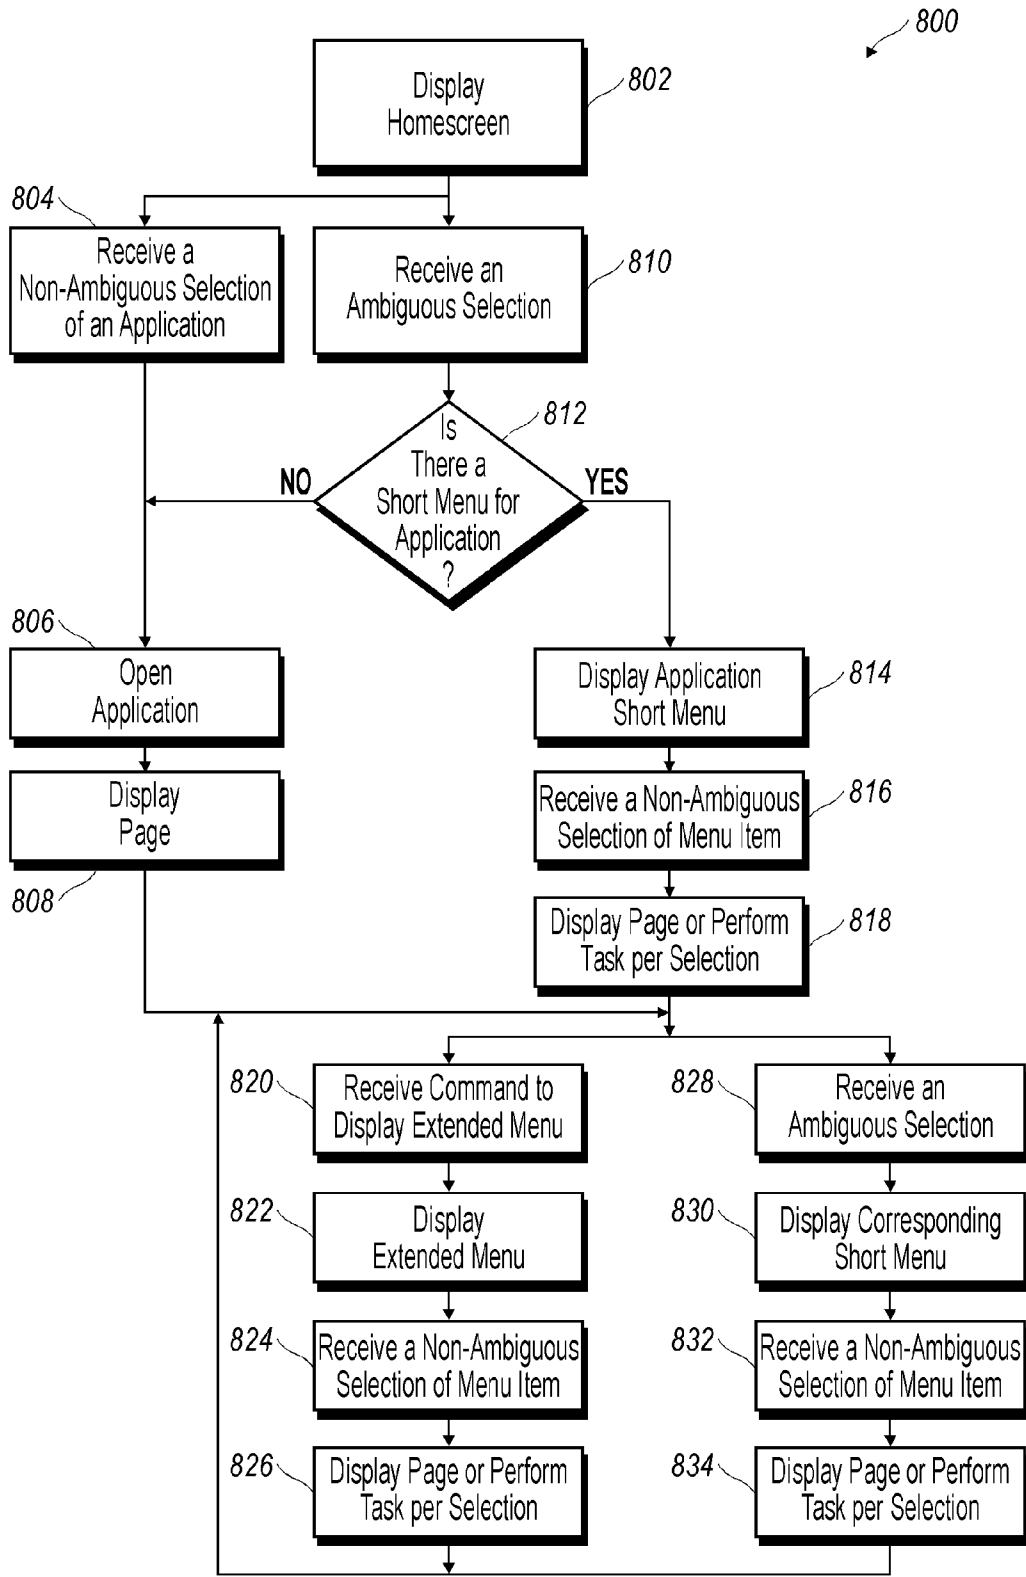 800
Display
Homescreen
802
804
Receive a
Non-Ambiguous Selection
of an Application
Receive an
Ambiguous Selection
810
Is
There a
Short Menu for
Application
?
812
NO
YES
806
Open
Application
Display Application
Short Menu
814
Display
Page
808
Receive a Non-Ambiguous
Selection of Menu Item
816
Display Page or Perform
Task per Selection
818
820
Receive Command to
Display Extended Menu
828
Receive an
Ambiguous Selection
822
Display
Extended Menu
830
Display Corresponding
Short Menu
824
Receive a Non-Ambiguous
Selection of Menu Item
832
Receive a Non-Ambiguous
Selection of Menu Item
826
Display Page or Perform
Task per Selection
834
Display Page or Perform
Task per Selection